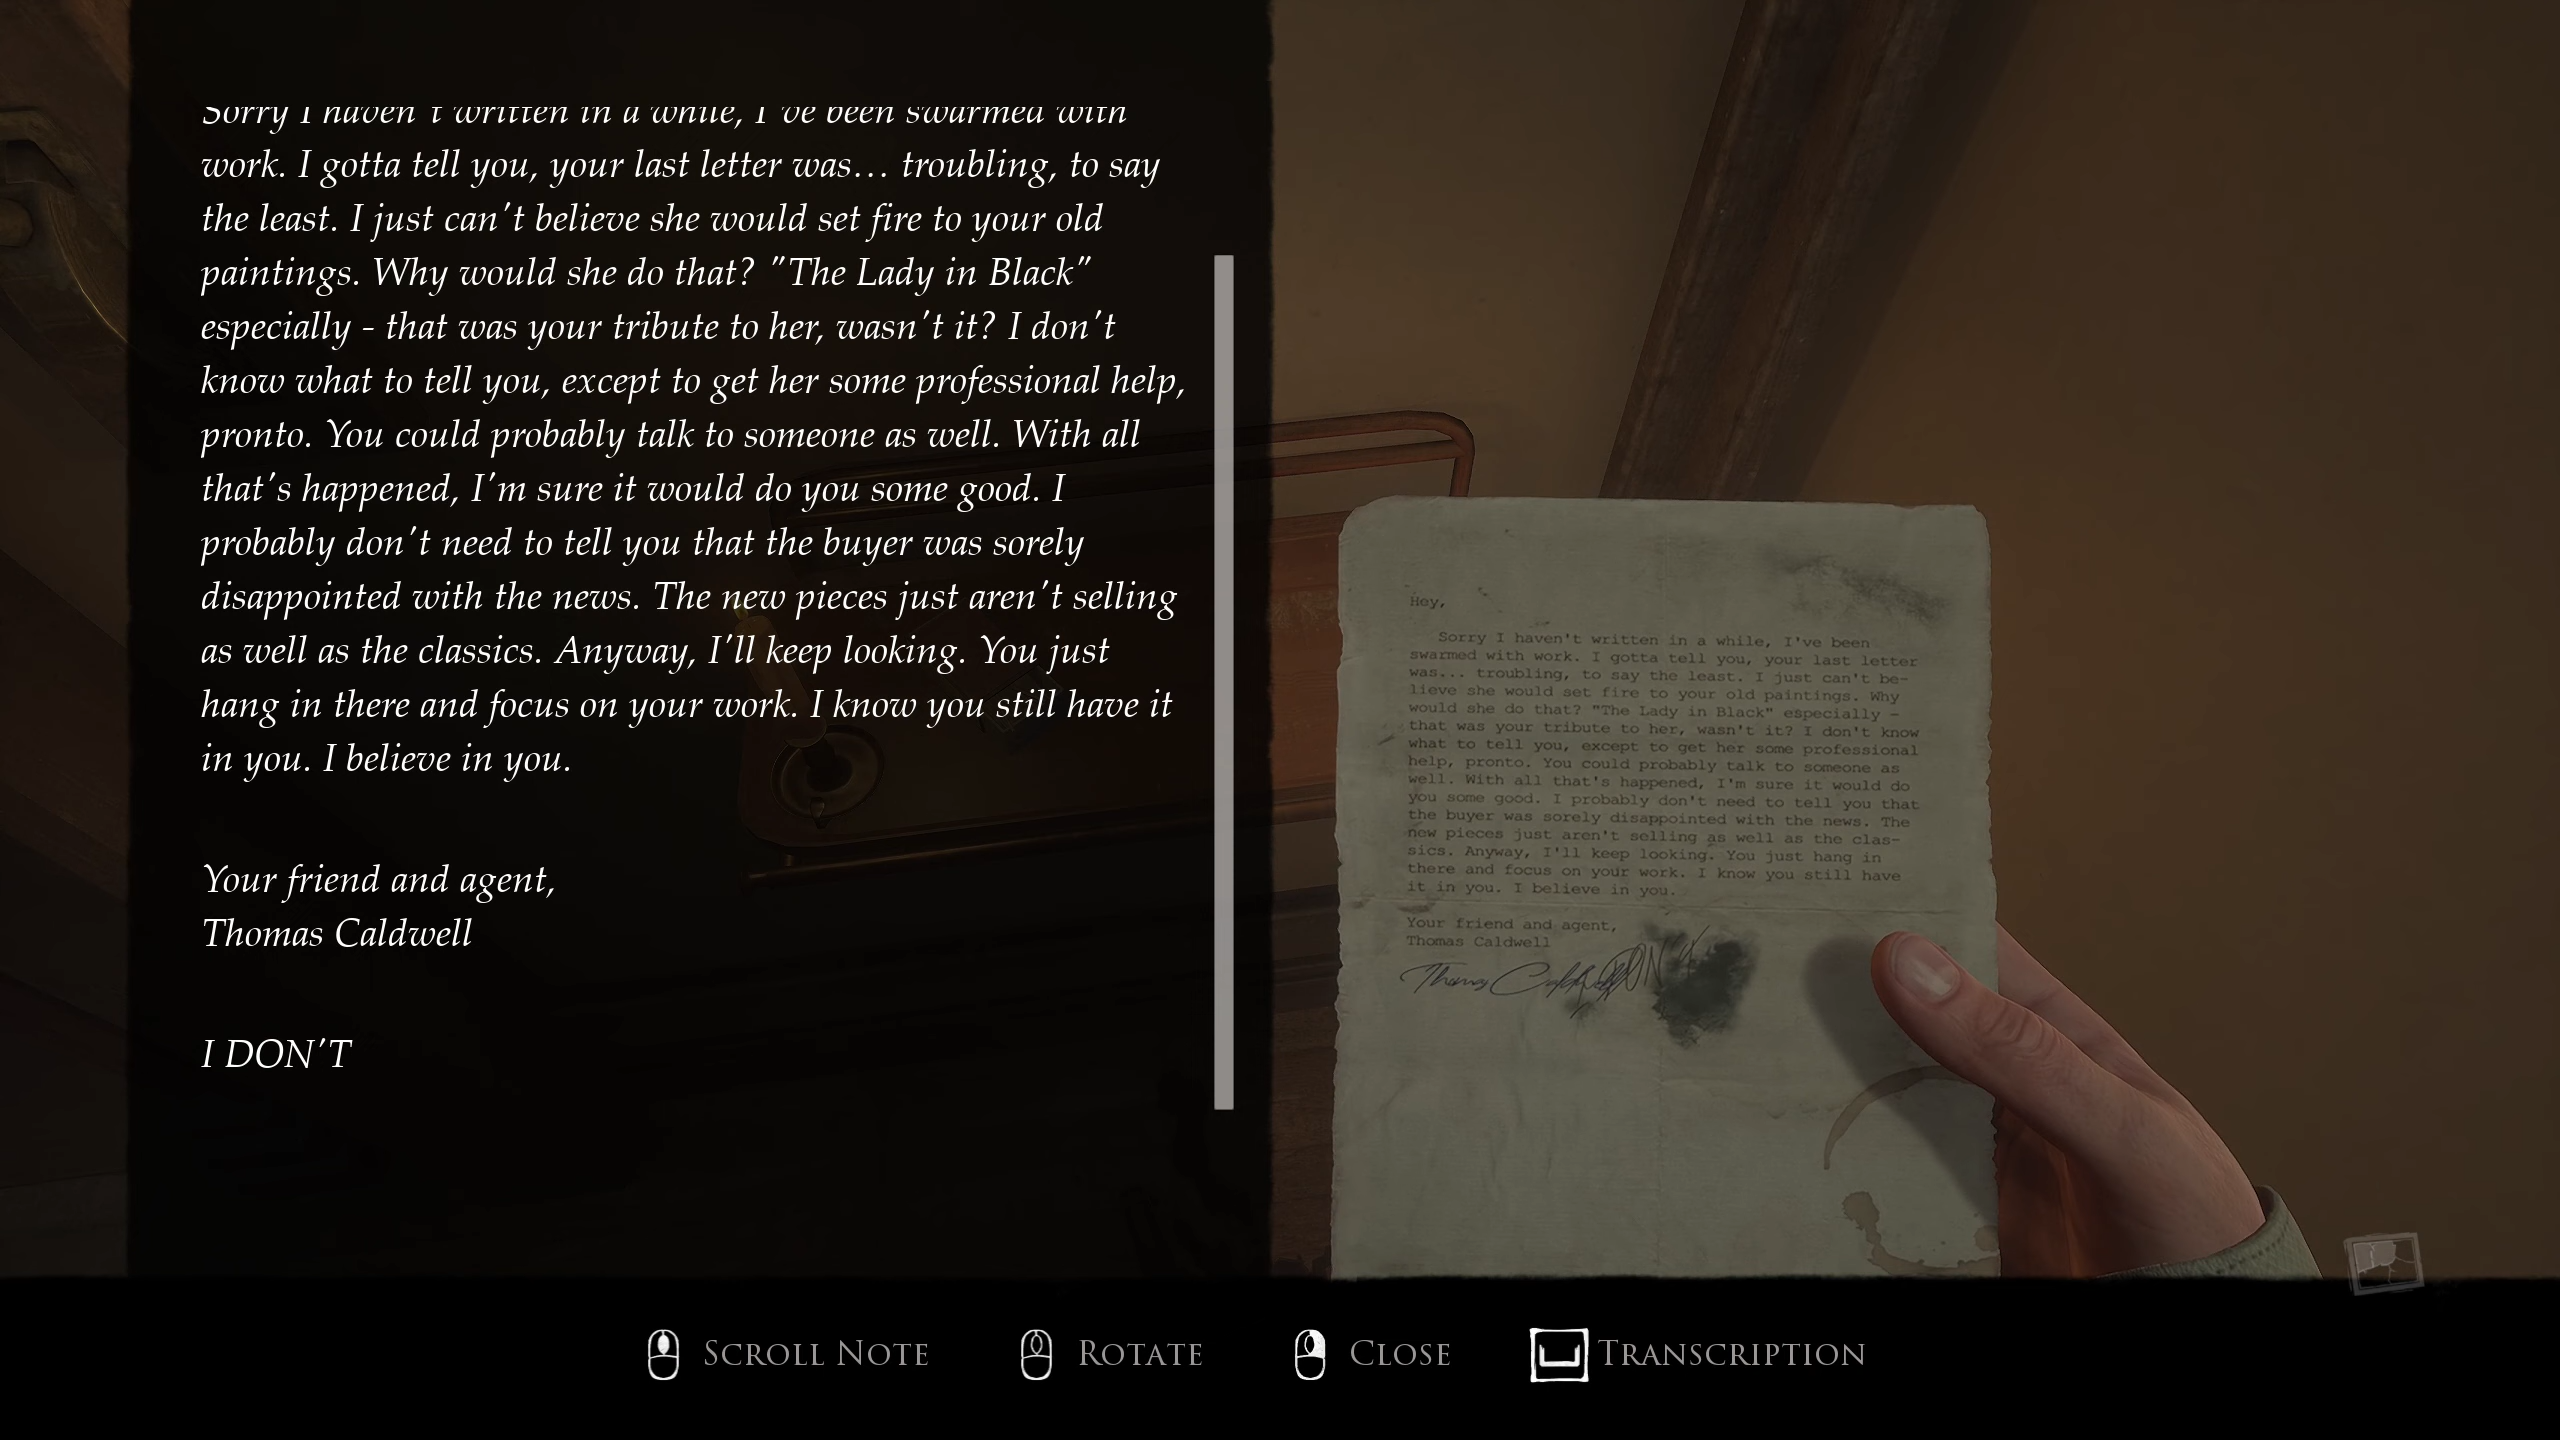 Sorry I haven't written in a while, I've been swarmed with
work. I gotta tell you, your last letter was... troubling, to say
the least. I just can't believe she would set fire to your old
paintings. Why would she do that? "The Lady in Black"
especially - that was your tribute to her, wasn't it? I don't
know what to tell you, except to get her some professional help,
pronto. You could probably talk to someone as well. With all
that's happened, I'm sure it would do you some good. I
probably don't need to tell you that the buyer was sorely
disappointed with the news. The new pieces just aren't selling
as well as the classics. Anyway, I'll keep looking. You just
hang in there and focus on your work. I know you still have it
in you. I believe in you.
Your friend and agent,
Thomas Caldwell
I DON'T
Hey,
Sorry I haven't written in a while, I've been
swarmed with work. I gotta tell you, your last letter
was... troubling, to say the least. I just can't be-
lieve she would set fire to your old paintings. Why
would she do that? "The Lady in Black" especially -
that was your tribute to her, wasn't it? I don't know
what to tell you, except to get her some professional
help, pronto. You could probably talk to someone as
well. With all that's happened, I'm sure it would do
you some good. I probably don't need to tell you that
the buyer was sorely disappointed with the news. The
new pieces just aren't selling as well as the clas-
sics. Anyway, I'll keep looking. You just hang in
there and focus on your work. I know you still have
it in you. I believe in you.
Your friend and agent,
Thomas Caldwell
Thomas Caldwell
SCROLL NOTE
ROTATE
CLOSE
TRANSCRIPTION